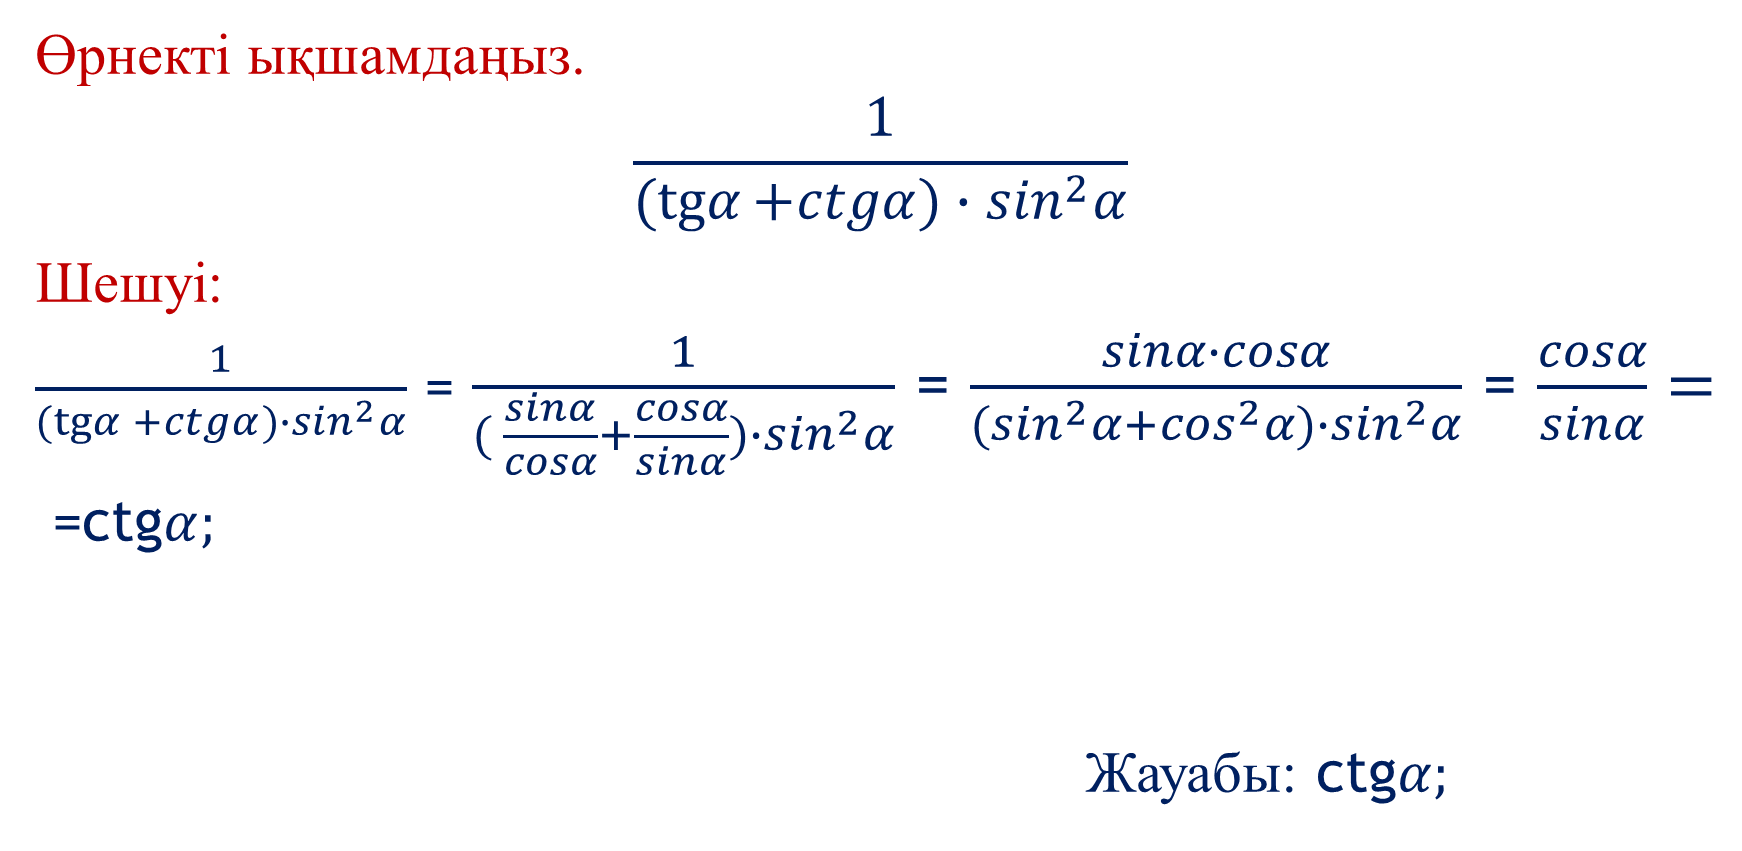 Өрнекті ықшамдаңыз.
1
(tgα +ctgα) · sin²α
Шешуі:
1/((tgα +ctgα)·sin²α) = 1/((sinα/cosα+cosα/sinα)·sin²α) = sinα·cosα/((sin²α+cos²α)·sin²α) = cosα/sinα =
=ctgα;
Жауабы: ctgα;